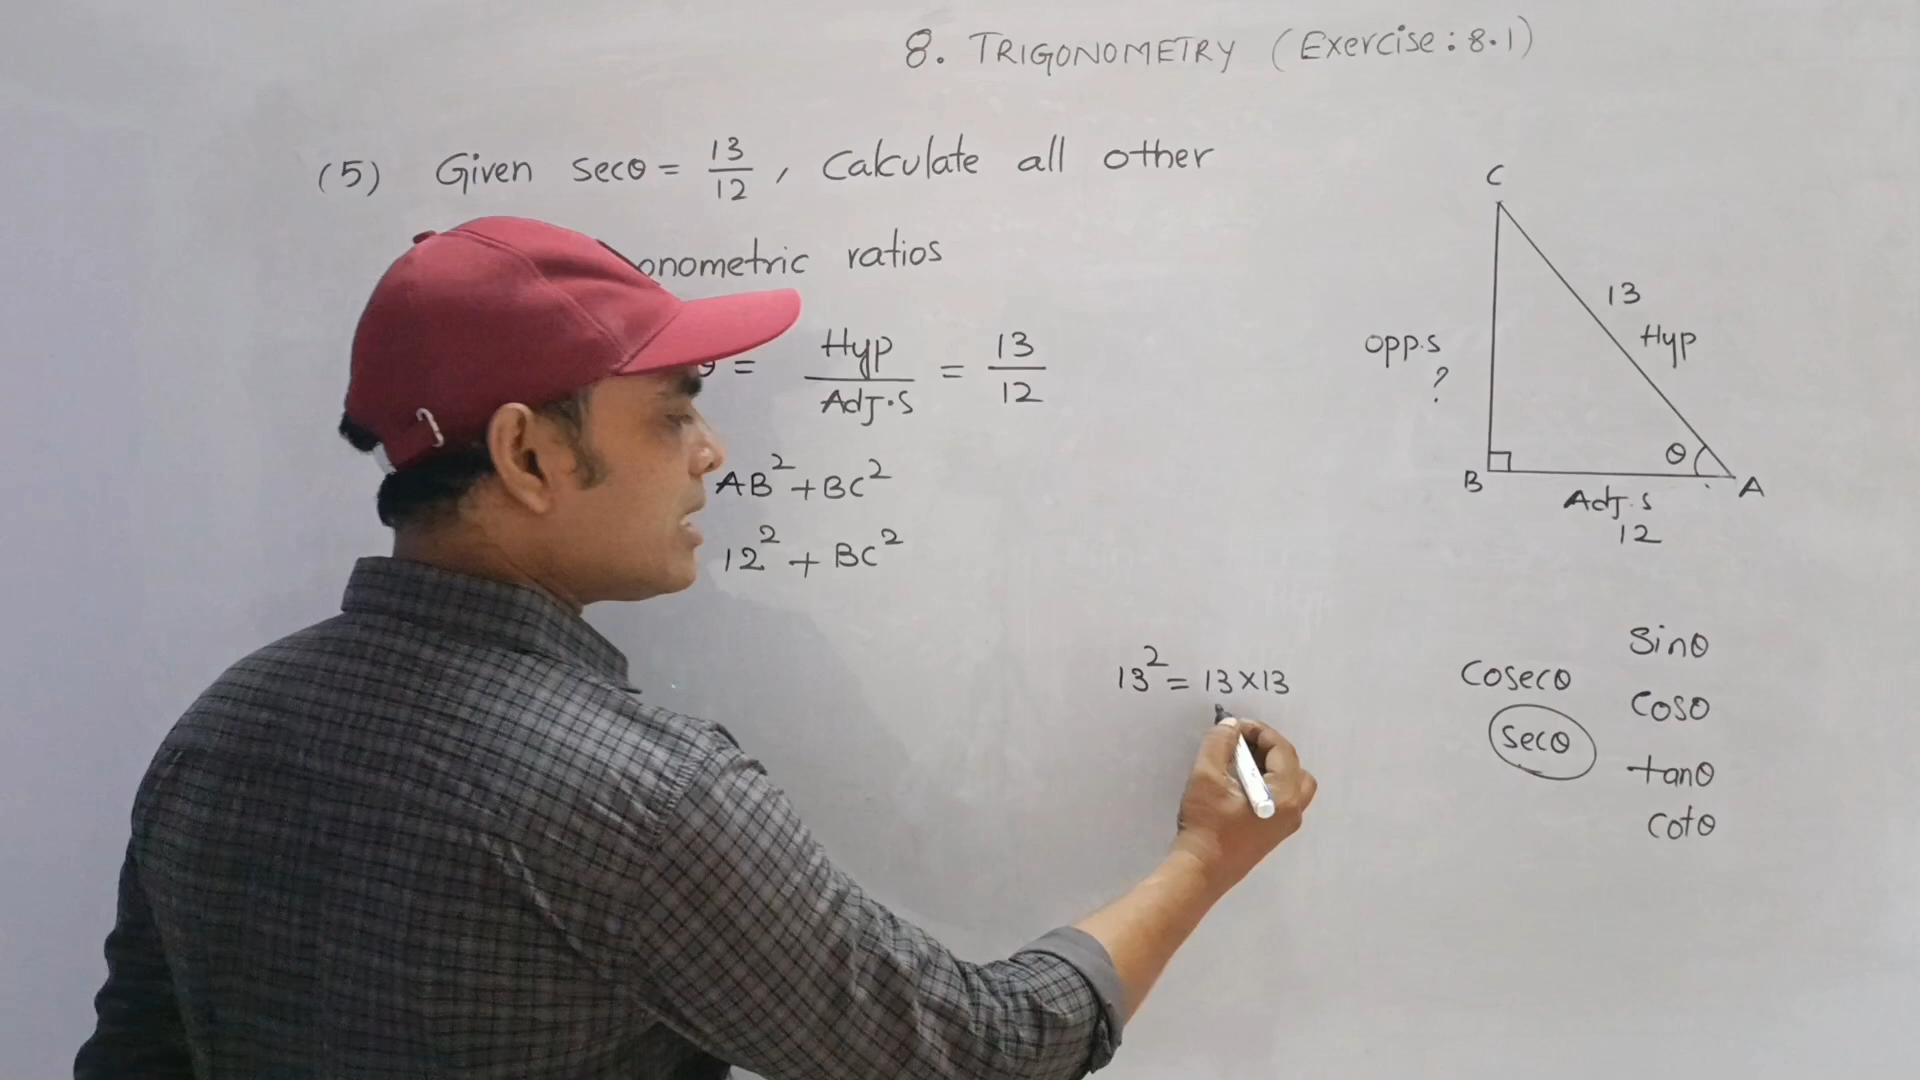 8. TRIGONOMETRY (Exercise: 8.1)
(5) Given secθ = 13/12, Calculate all other
ratios
θ = Hyp/Adj.S = 13/12
AB² + BC²
12² + BC²
13² = 13 × 13
C
13
Hyp
opp.s
?
θ
B
A
Adj.s
12
Sinθ
Cosecθ
Cosθ
Secθ
tanθ
Cotθ